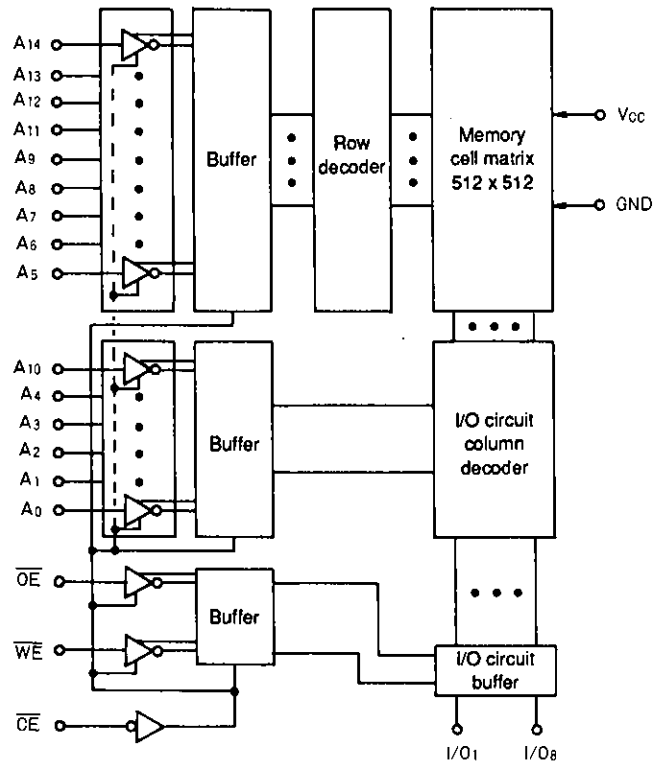 A14
A13
A12
A11
A9
A8
A7
A6
A5
Buffer
Row
decoder
Memory
cell matrix
512 x 512
VCC
GND
A10
A4
A3
A2
A1
A0
Buffer
I/O circuit
column
decoder
OE
WE
CE
Buffer
I/O circuit
buffer
I/O1
I/O8